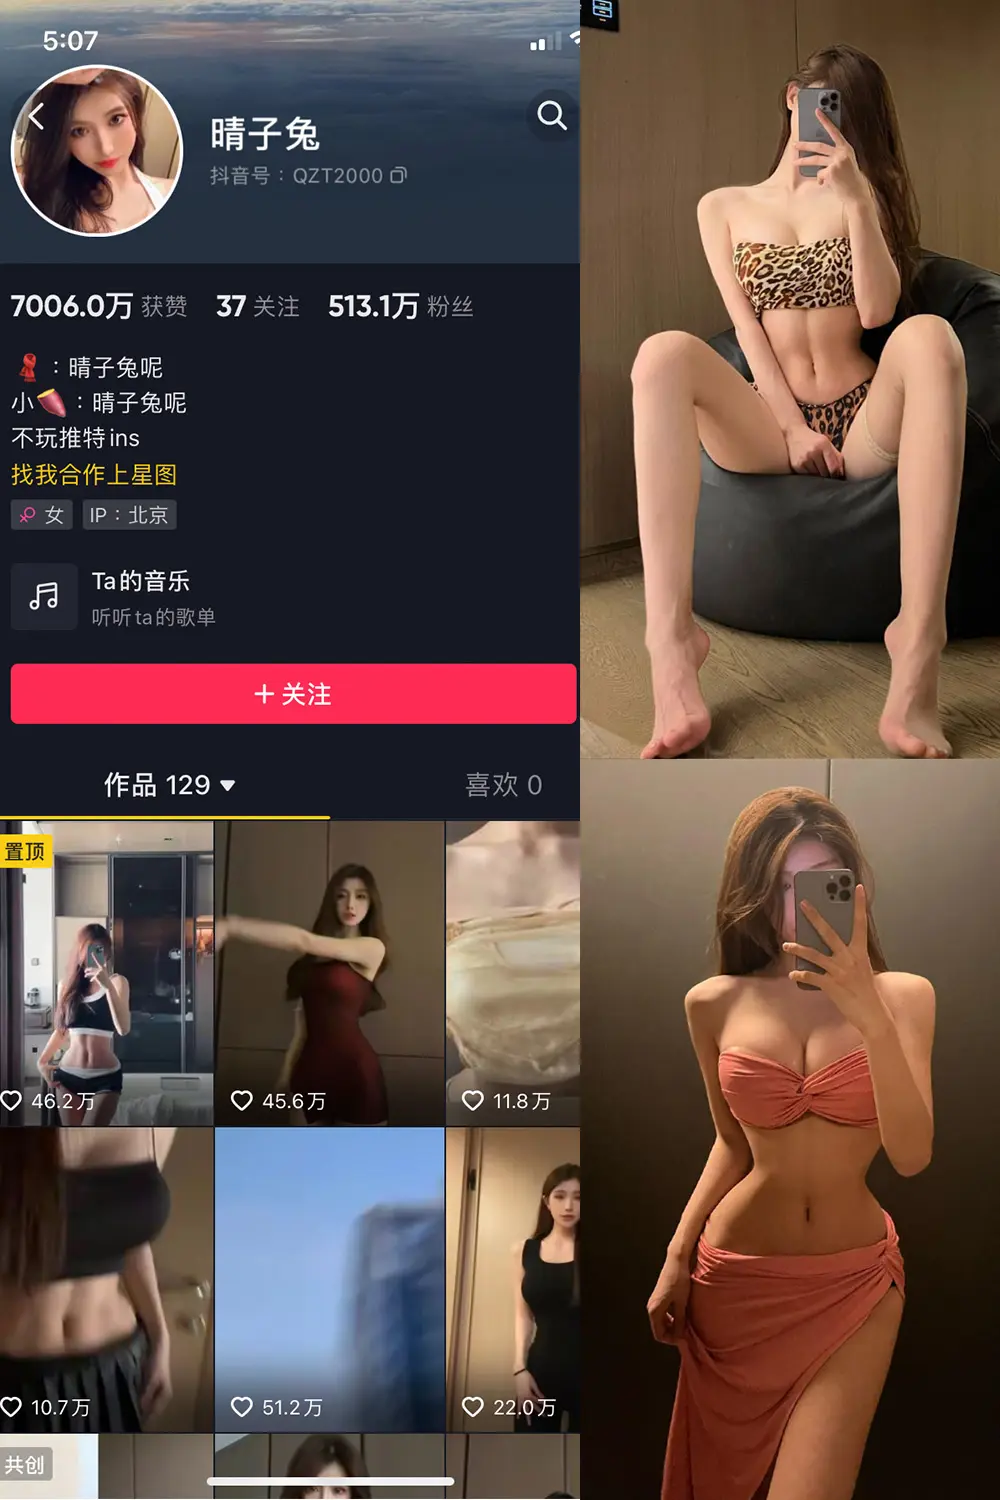 5:07
晴子兔
抖音号：QZT2000
7006.0万 获赞 37 关注 513.1万 粉丝
：晴子兔呢
小🍠：晴子兔呢
不玩推特ins
找我合作上星图
女 IP：北京
Ta的音乐
听听ta的歌单
+ 关注
作品 129 喜欢 0
置顶
46.2万 45.6万 11.8万
10.7万 51.2万 22.0万
共创